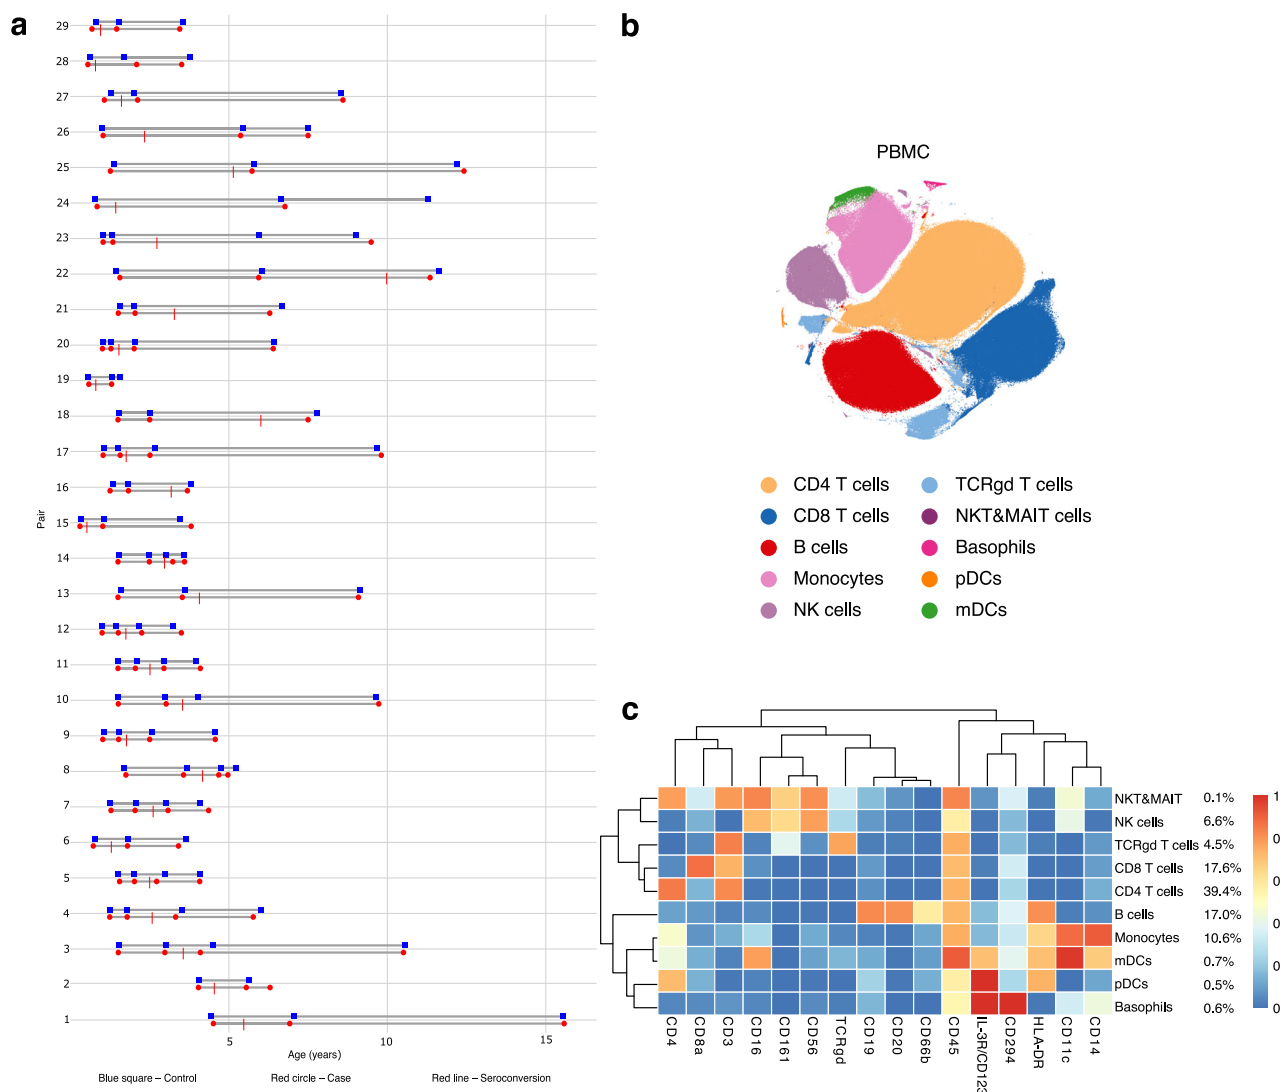 a
29
28
27
26
25
24
23
22
21
20
19
18
17
16
15
14
13
12
11
10
9
8
7
6
5
4
3
2
1
Pair
5
10
15
Age (years)
Blue square – Control
Red circle – Case
Red line – Seroconversion
b
PBMC
CD4 T cells
TCRgd T cells
CD8 T cells
NKT&MAIT cells
B cells
Basophils
Monocytes
pDCs
NK cells
mDCs
c
NKT&MAIT 0.1%
NK cells 6.6%
TCRgd T cells 4.5%
CD8 T cells 17.6%
CD4 T cells 39.4%
B cells 17.0%
Monocytes 10.6%
mDCs 0.7%
pDCs 0.5%
Basophils 0.6%
CD4
CD8a
CD3
CD16
CD161
CD56
TCRgd
CD19
CD20
CD66b
CD45
IL-3R/CD123
CD294
HLA-DR
CD11c
CD14
1
0
0
0
0
0